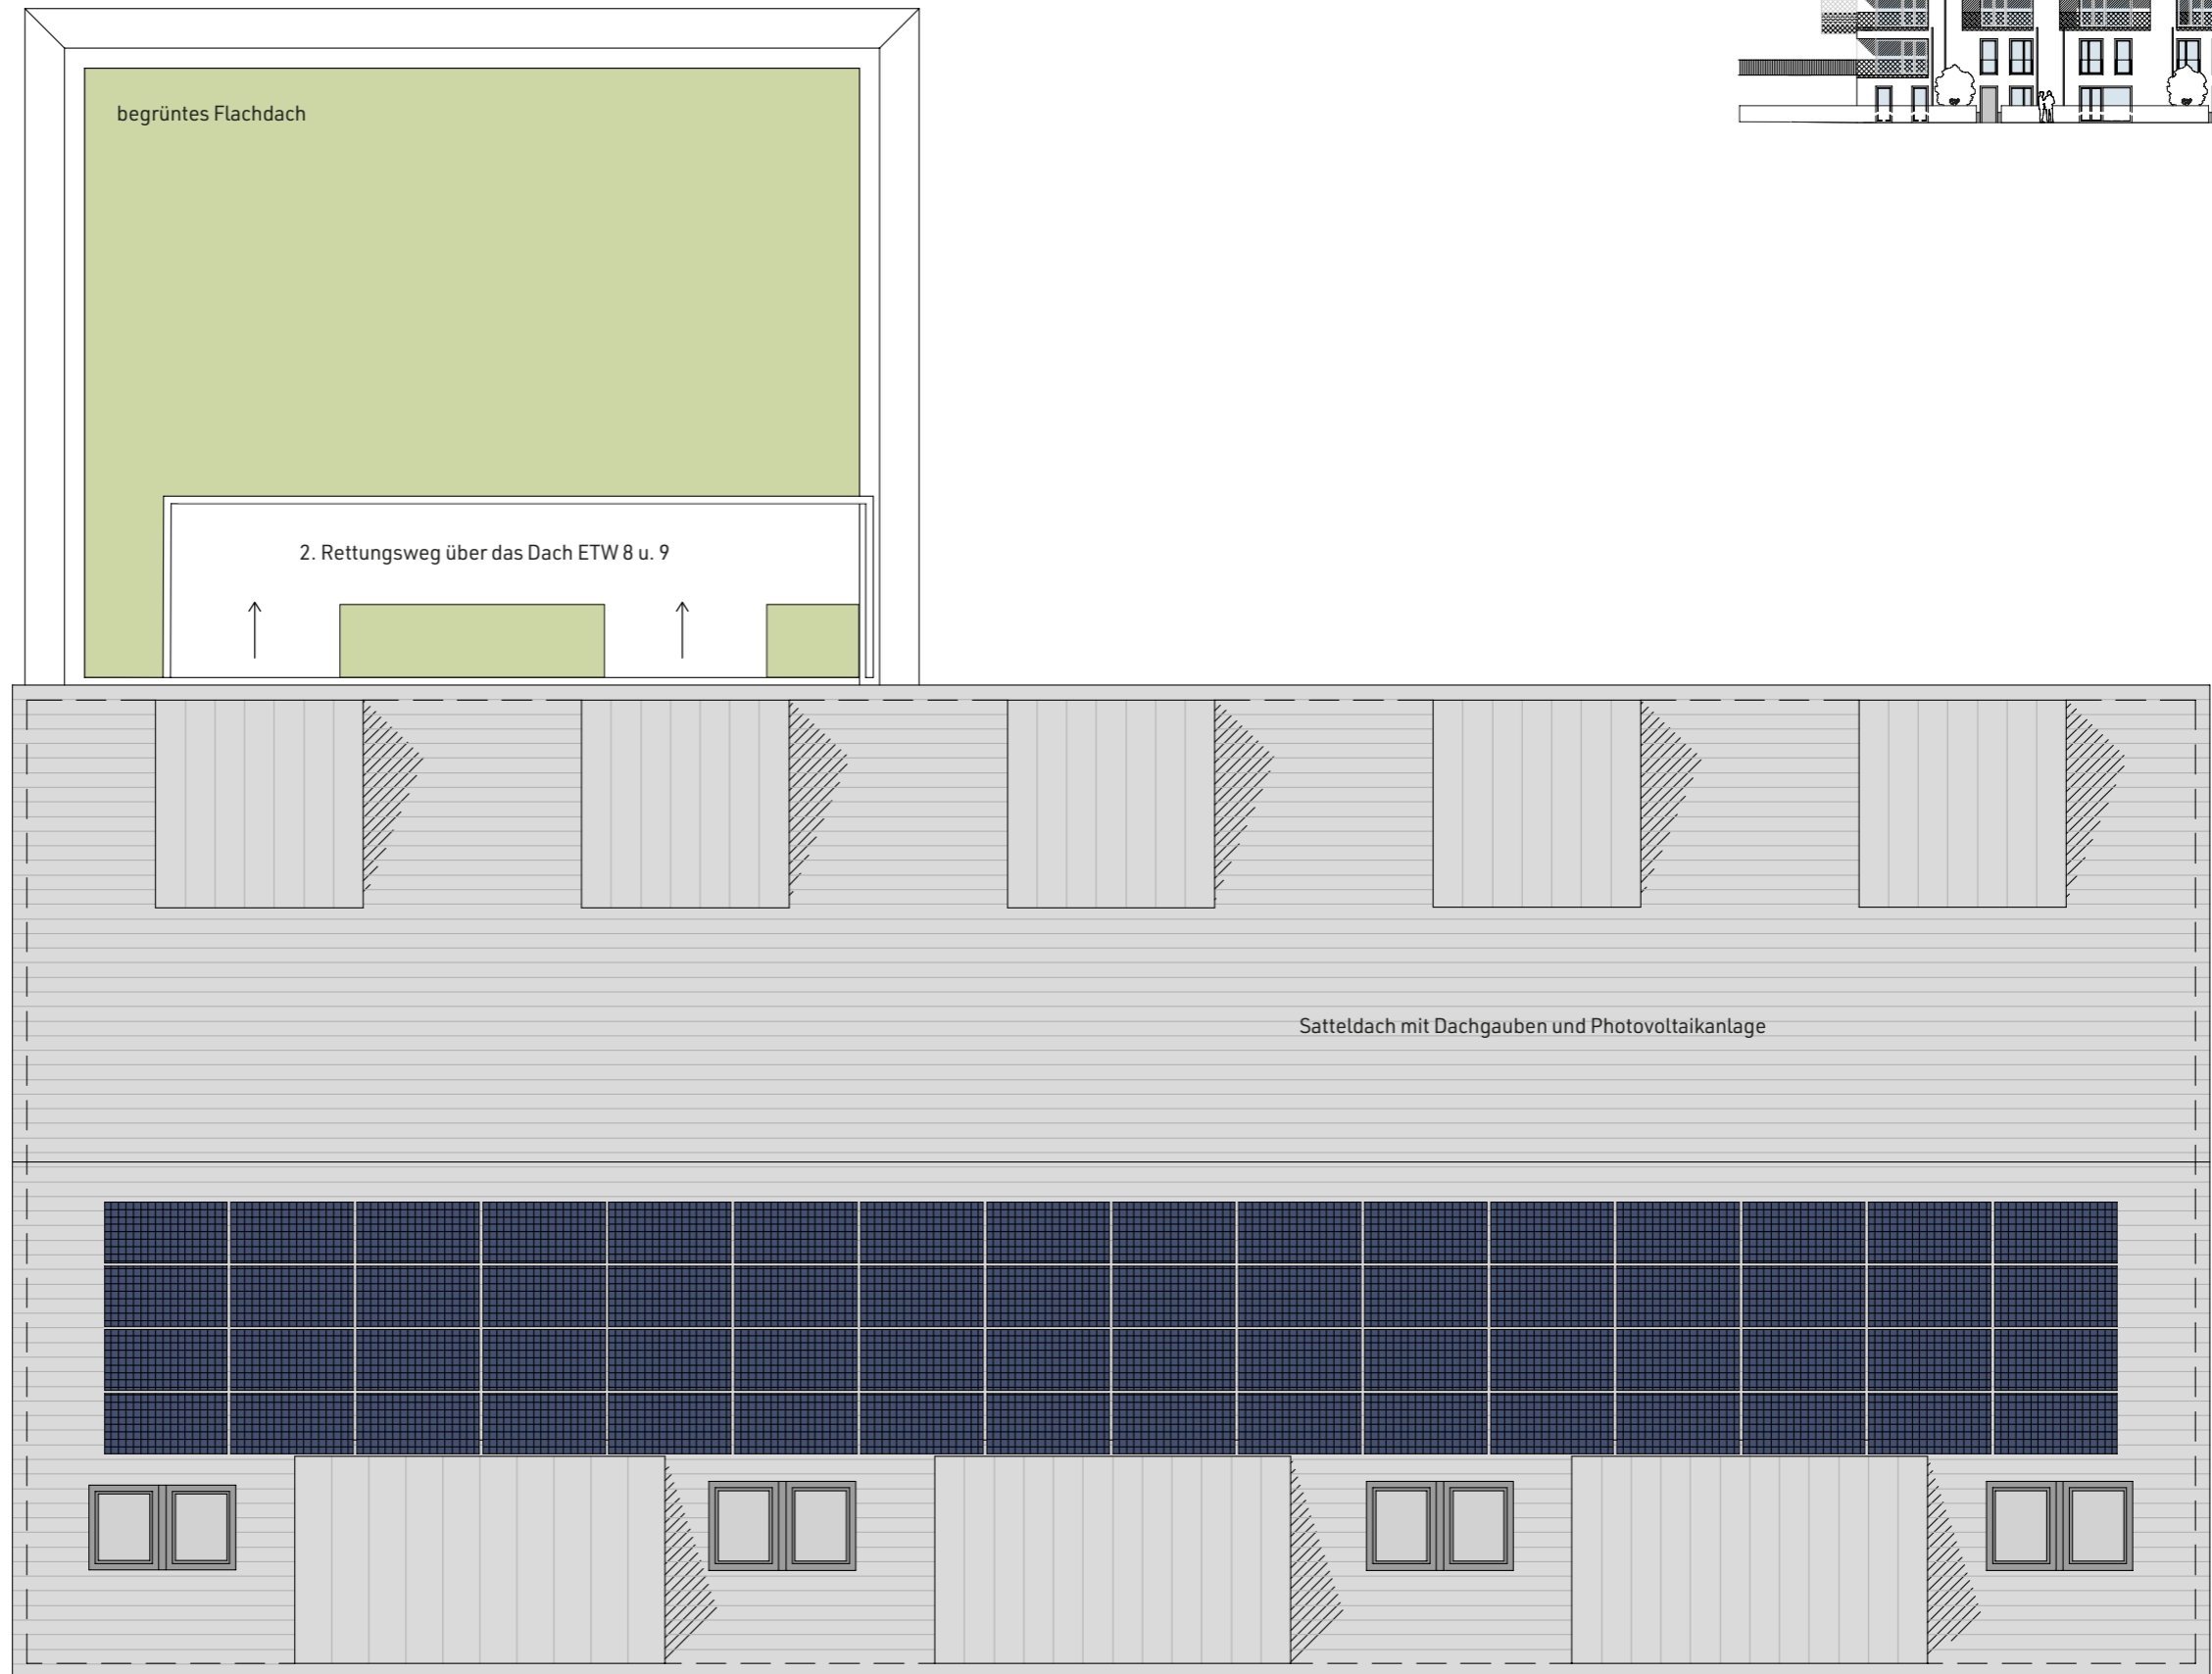 begrüntes Flachdach
2. Rettungsweg über das Dach ETW 8 u. 9
Satteldach mit Dachgauben und Photovoltaikanlage